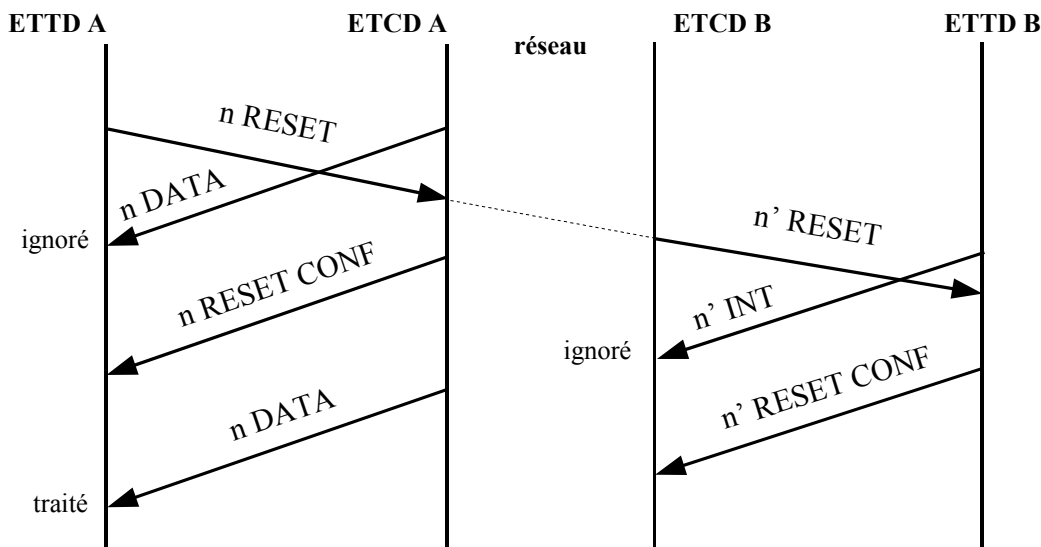 ETTD A
ETCD A
réseau
ETCD B
ETTD B
n RESET
n DATA
ignoré
n’ RESET
n RESET CONF
n’ INT
ignoré
n DATA
n’ RESET CONF
traité